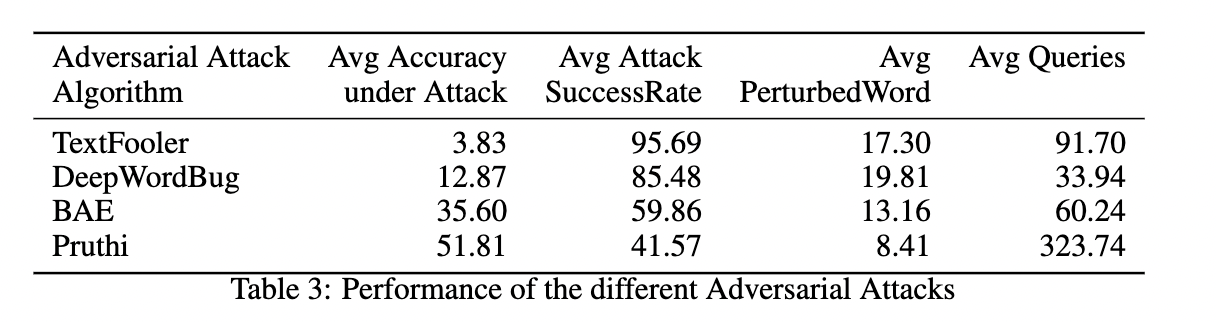 Adversarial Attack Algorithm Avg Accuracy under Attack Avg Attack SuccessRate Avg PerturbedWord Avg Queries
TextFooler 3.83 95.69 17.30 91.70
DeepWordBug 12.87 85.48 19.81 33.94
BAE 35.60 59.86 13.16 60.24
Pruthi 51.81 41.57 8.41 323.74
Table 3: Performance of the different Adversarial Attacks